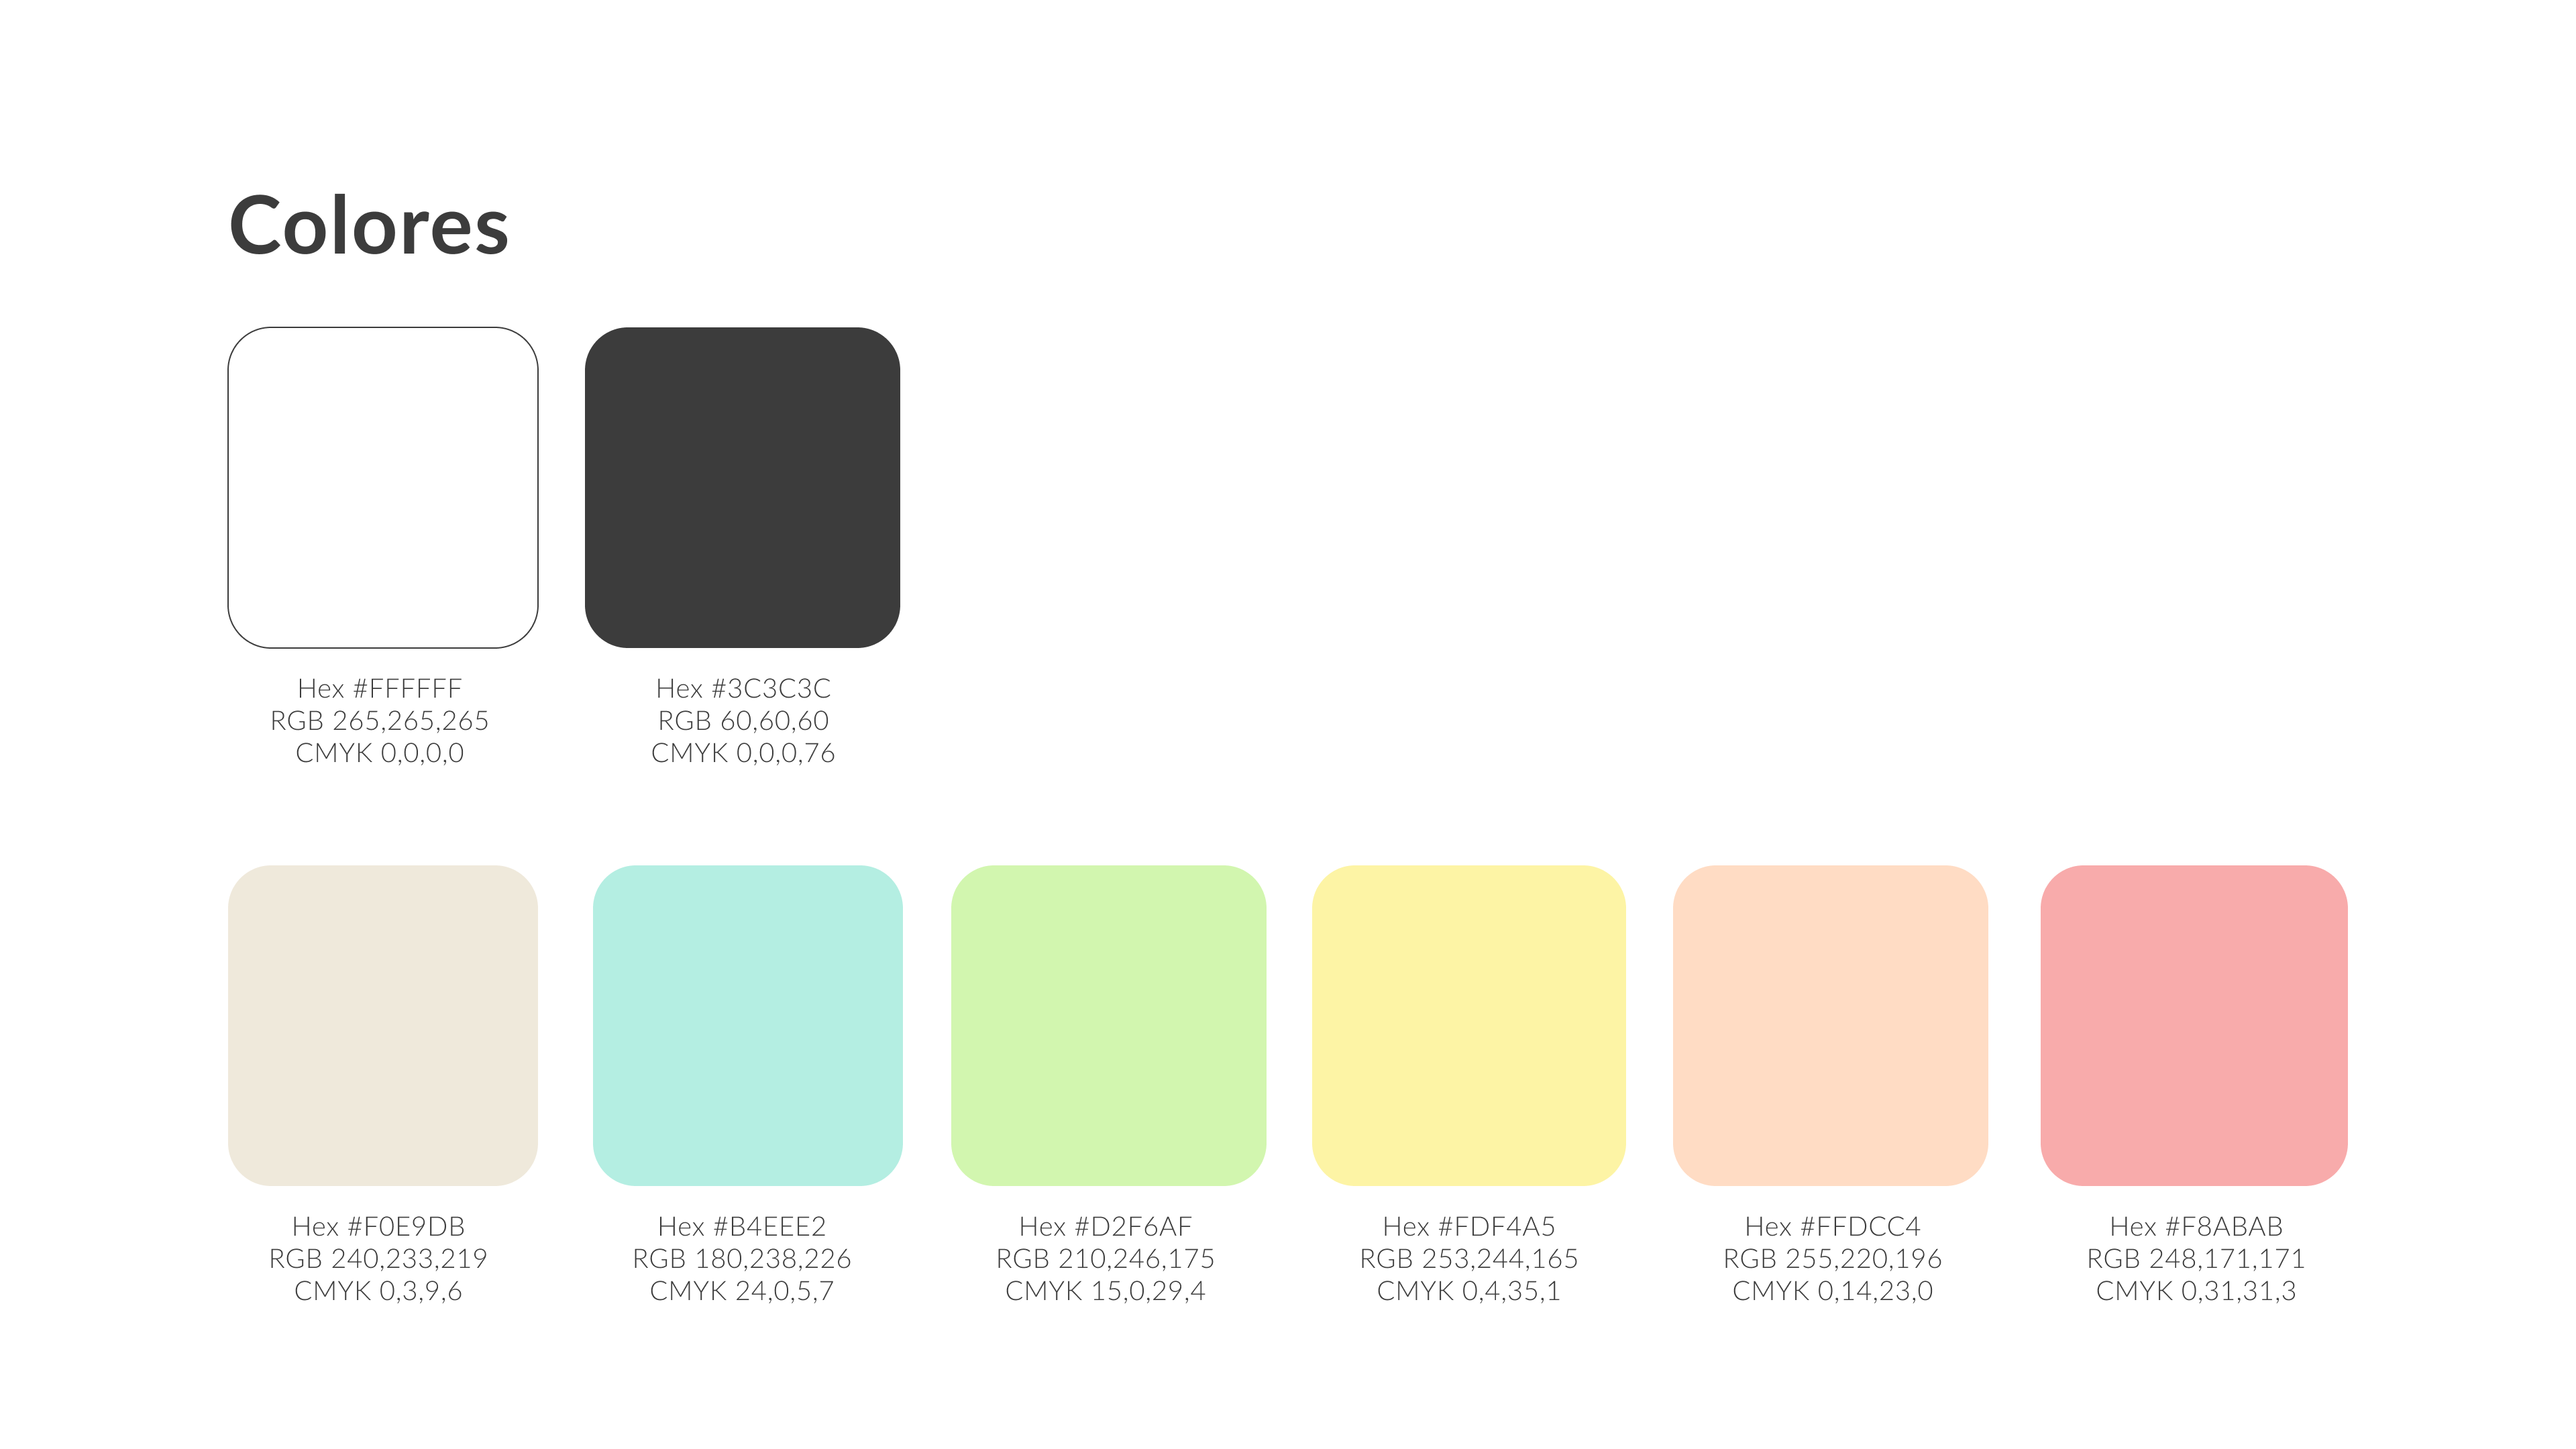 Colores
Hex #FFFFFF
RGB 265,265,265
CMYK 0,0,0,0
Hex #3C3C3C
RGB 60,60,60
CMYK 0,0,0,76
Hex #F0E9DB
RGB 240,233,219
CMYK 0,3,9,6
Hex #B4EEE2
RGB 180,238,226
CMYK 24,0,5,7
Hex #D2F6AF
RGB 210,246,175
CMYK 15,0,29,4
Hex #FDF4A5
RGB 253,244,165
CMYK 0,4,35,1
Hex #FFDCC4
RGB 255,220,196
CMYK 0,14,23,0
Hex #F8ABAB
RGB 248,171,171
CMYK 0,31,31,3